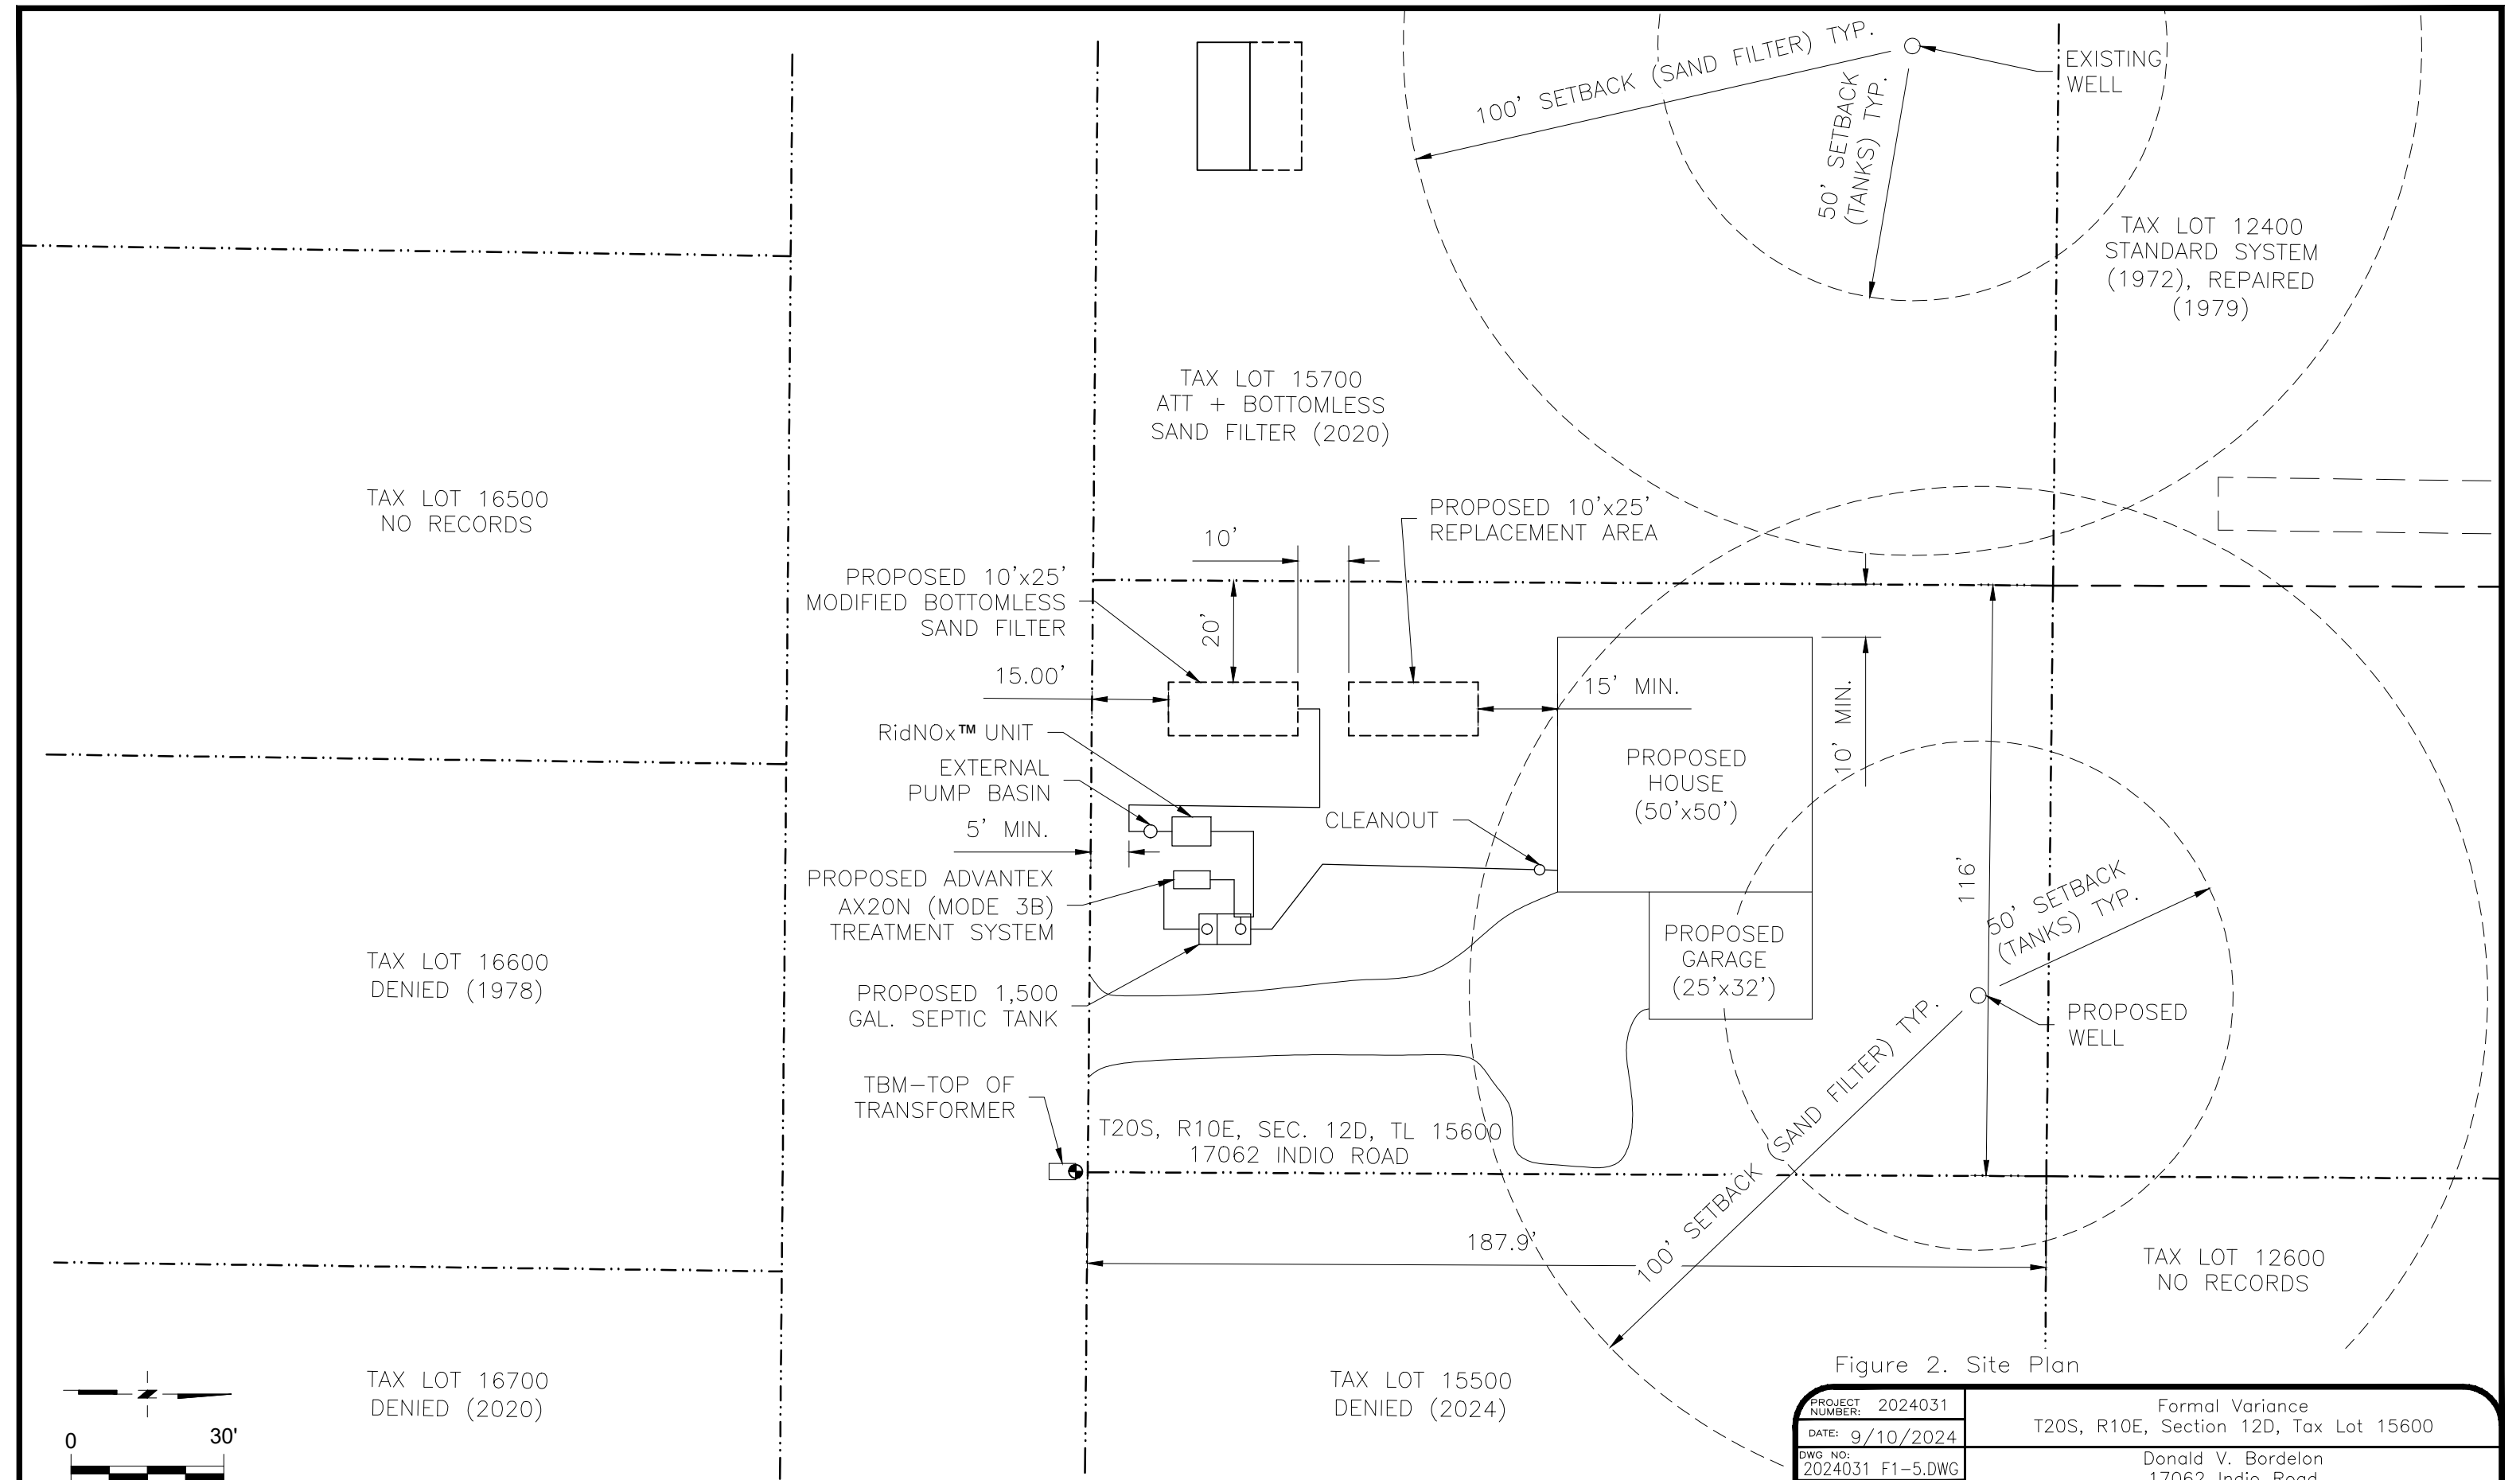 100' SETBACK (SAND FILTER) TYP.
50' SETBACK
(TANKS) TYP.
EXISTING
WELL
TAX LOT 12400
STANDARD SYSTEM
(1972), REPAIRED
(1979)
TAX LOT 15700
ATT + BOTTOMLESS
SAND FILTER (2020)
TAX LOT 16500
NO RECORDS
PROPOSED 10'x25'
REPLACEMENT AREA
10'
PROPOSED 10'x25'
MODIFIED BOTTOMLESS
SAND FILTER
20'
15.00'
15' MIN.
10' MIN.
RidNOx™ UNIT
EXTERNAL
PUMP BASIN
5' MIN.
CLEANOUT
PROPOSED
HOUSE
(50'x50')
PROPOSED ADVANTEX
AX20N (MODE 3B)
TREATMENT SYSTEM
116'
50' SETBACK
(TANKS) TYP.
PROPOSED
GARAGE
(25'x32')
TAX LOT 16600
DENIED (1978)
PROPOSED 1,500
GAL. SEPTIC TANK
PROPOSED
WELL
TBM-TOP OF
TRANSFORMER
T20S, R10E, SEC. 12D, TL 15600
17062 INDIO ROAD
100' SETBACK (SAND FILTER) TYP.
187.9'
TAX LOT 12600
NO RECORDS
TAX LOT 16700
DENIED (2020)
TAX LOT 15500
DENIED (2024)
Z
0 30'
Figure 2. Site Plan
PROJECT
NUMBER: 2024031
DATE: 9/10/2024
DWG NO:
2024031 F1-5.DWG
Formal Variance
T20S, R10E, Section 12D, Tax Lot 15600
Donald V. Bordelon
17062 Indio Road